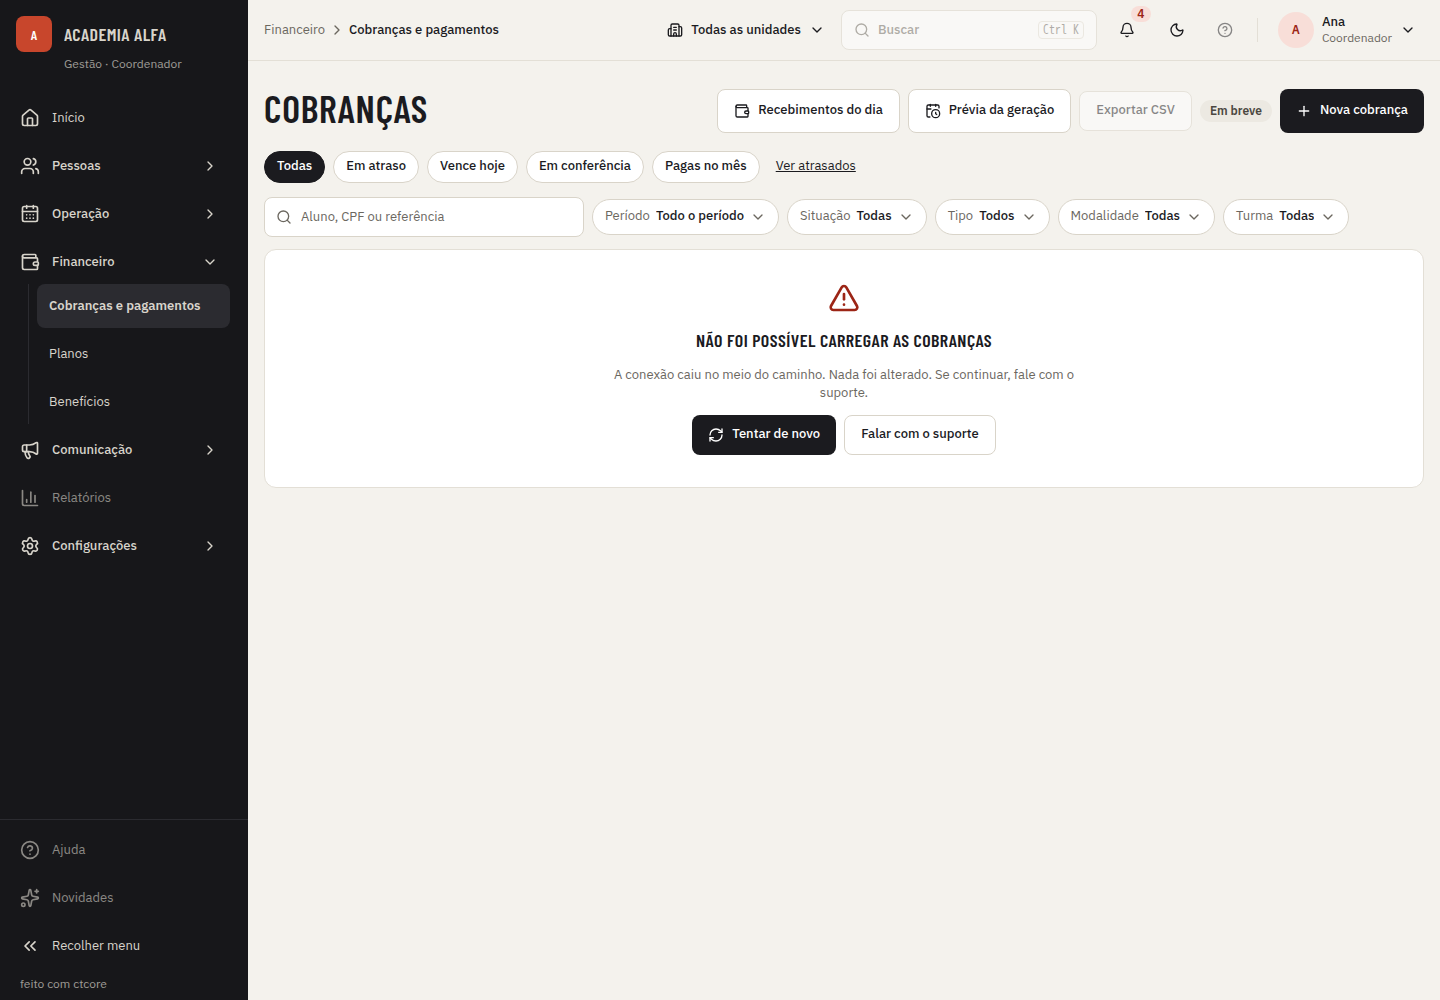 A
ACADEMIA ALFA
Gestão · Coordenador
Início
Pessoas
Operação
Financeiro
Cobranças e pagamentos
Planos
Benefícios
Comunicação
Relatórios
Configurações
Ajuda
Novidades
Recolher menu
feito com ctcore
Financeiro > Cobranças e pagamentos
Todas as unidades
Buscar
Ctrl K
4
A
Ana
Coordenador
COBRANÇAS
Recebimentos do dia
Prévia da geração
Exportar CSV
Em breve
+ Nova cobrança
Todas
Em atraso
Vence hoje
Em conferência
Pagas no mês
Ver atrasados
Aluno, CPF ou referência
Período Todo o período
Situação Todas
Tipo Todos
Modalidade Todas
Turma Todas
NÃO FOI POSSÍVEL CARREGAR AS COBRANÇAS
A conexão caiu no meio do caminho. Nada foi alterado. Se continuar, fale com o
suporte.
Tentar de novo
Falar com o suporte